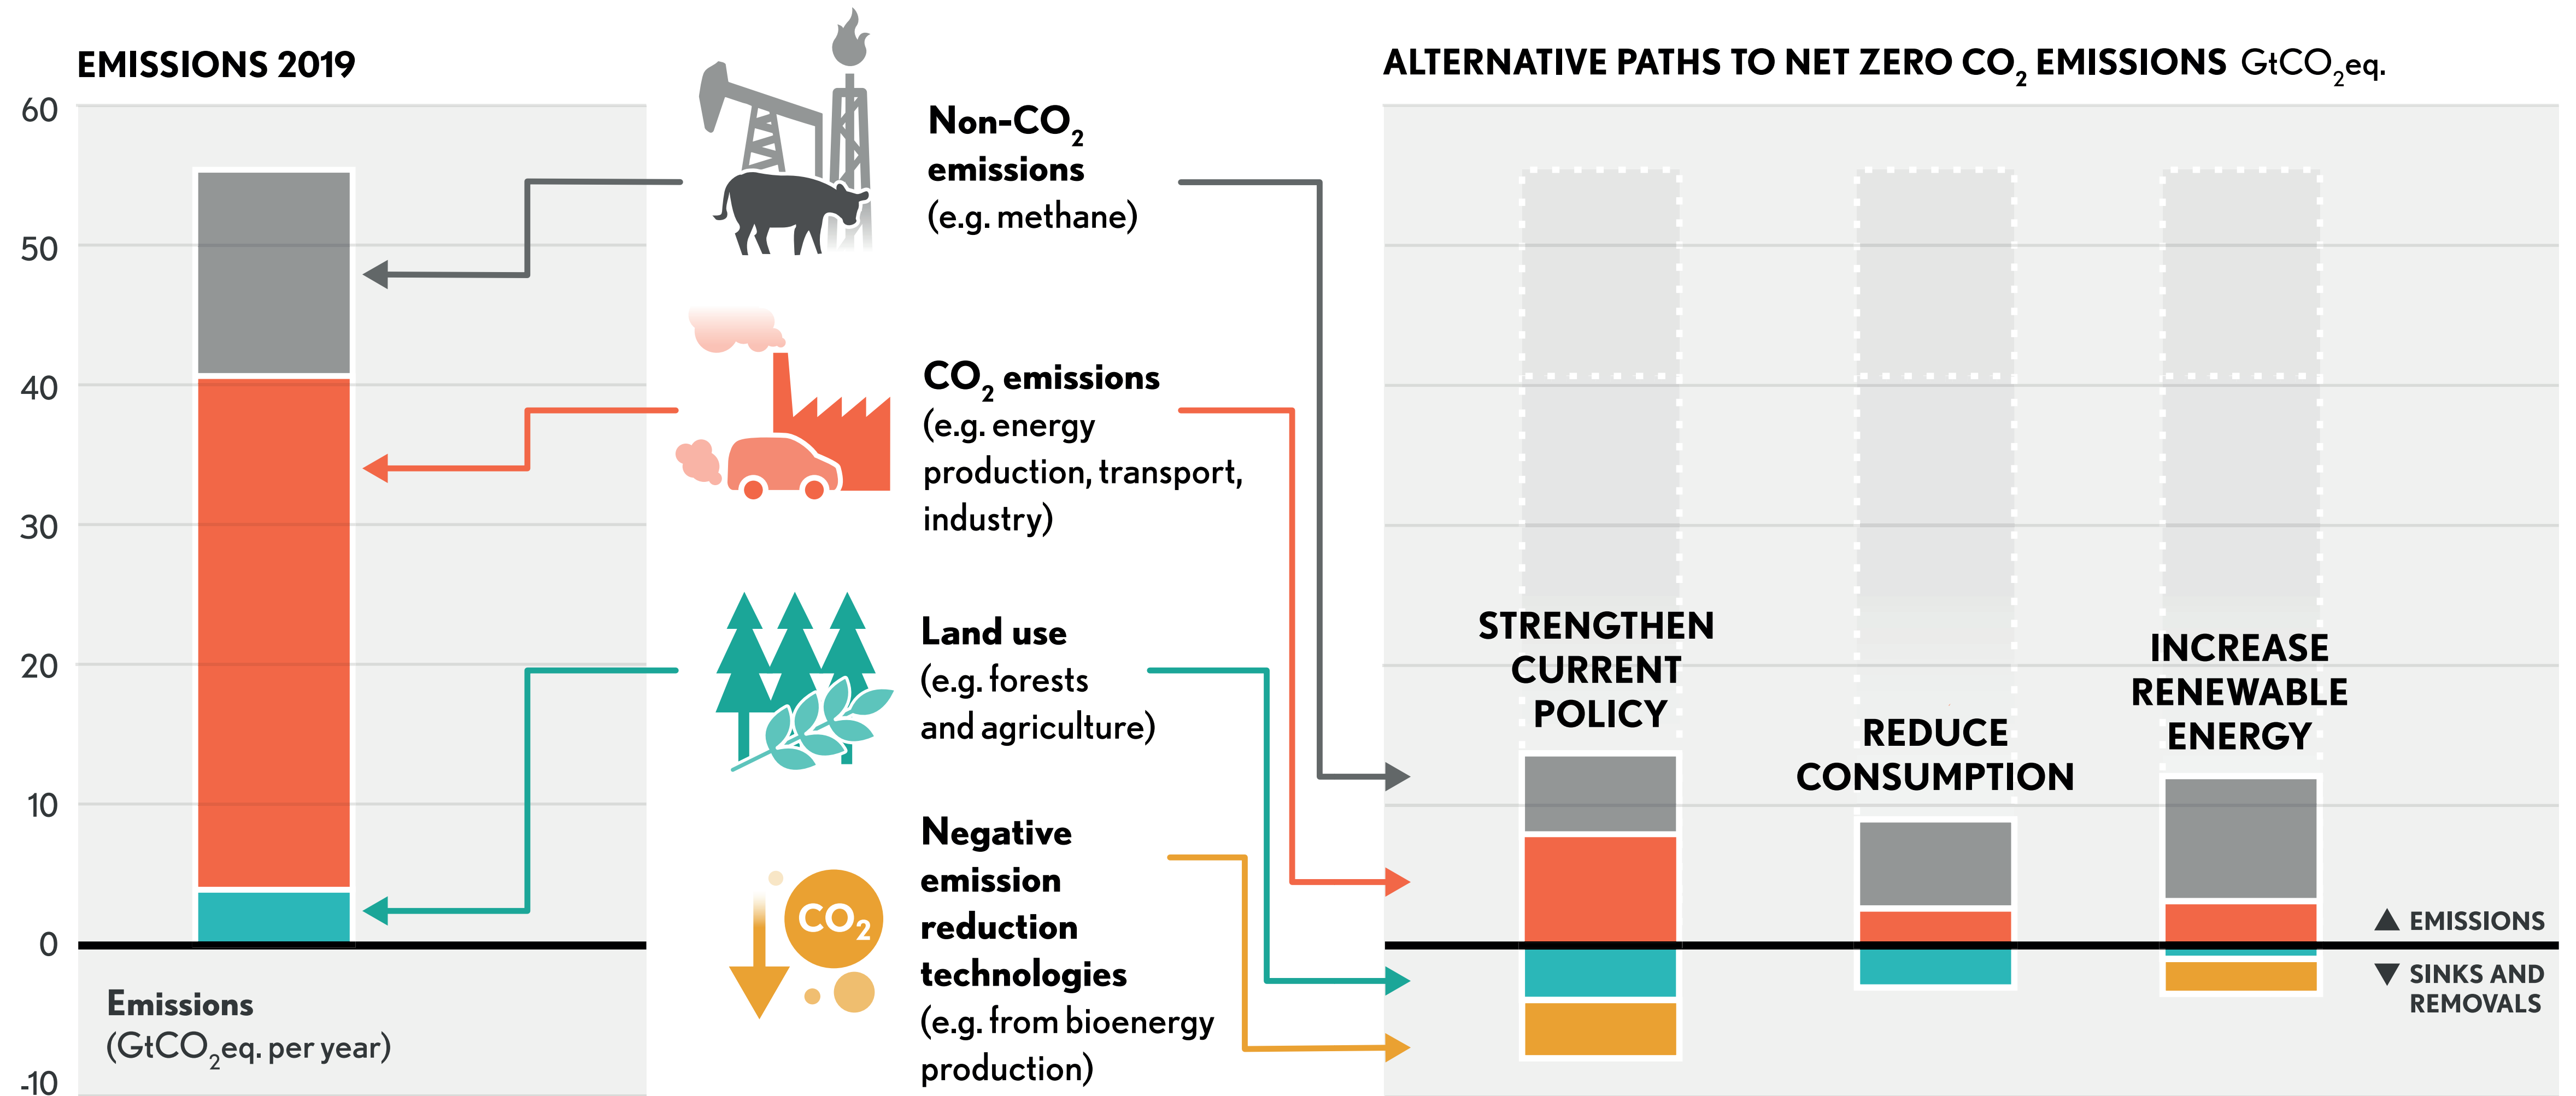 EMISSIONS 2019
60
50
40
30
20
10
0
-10
Emissions
(GtCO₂eq. per year)
Non-CO₂
emissions
(e.g. methane)
CO₂ emissions
(e.g. energy
production, transport,
industry)
Land use
(e.g. forests
and agriculture)
CO₂
Negative
emission
reduction
technologies
(e.g. from bioenergy
production)
ALTERNATIVE PATHS TO NET ZERO CO₂ EMISSIONS GtCO₂eq.
STRENGTHEN
CURRENT
POLICY
REDUCE
CONSUMPTION
INCREASE
RENEWABLE
ENERGY
▲ EMISSIONS
▼ SINKS AND
REMOVALS